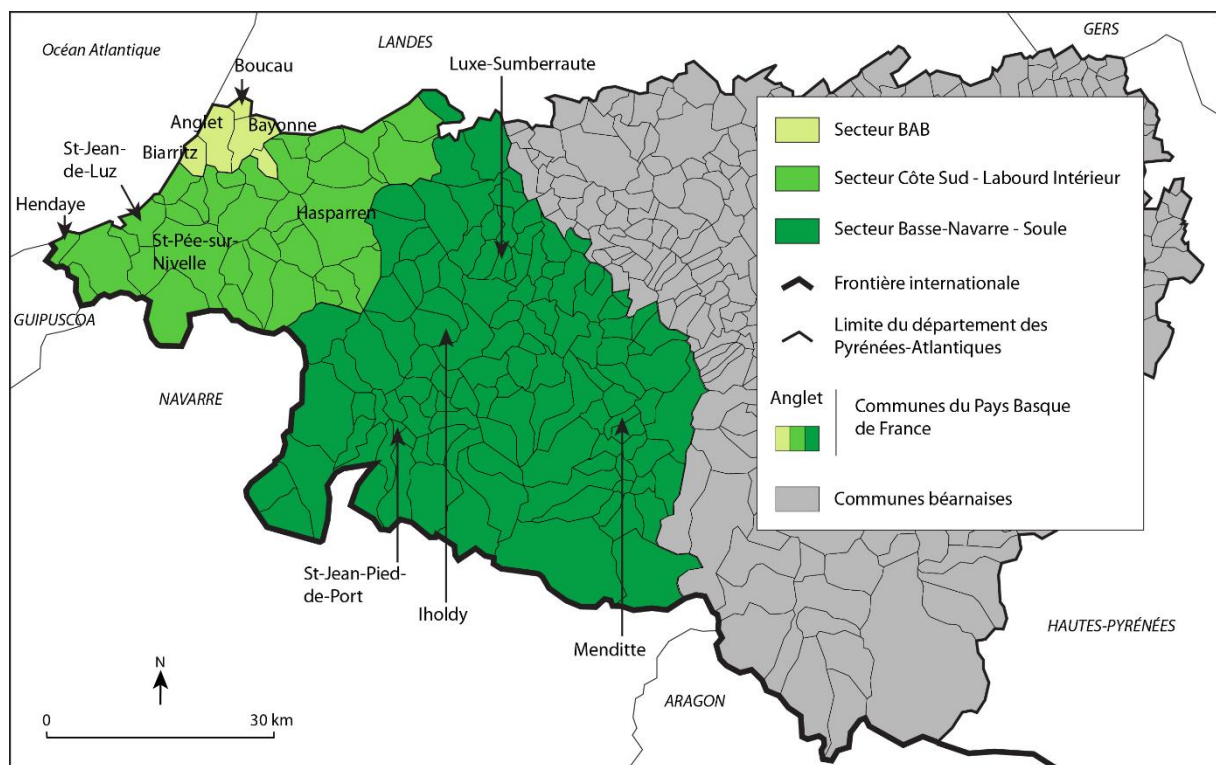 Océan Atlantique
LANDES
GERS
Boucau
Luxe-Sumberraute
Anglet
Bayonne
Biarritz
St-Jean-
de-Luz
Hendaye
Hasparren
St-Pée-sur-
Nivelle
GUIPUSCOA
NAVARRE
St-Jean-Pied-
de-Port
Iholdy
Menditte
ARAGON
HAUTES-PYRÉNÉES
Secteur BAB
Secteur Côte Sud - Labourd Intérieur
Secteur Basse-Navarre - Soule
Frontière internationale
Limite du département des
Pyrénées-Atlantiques
Anglet
Communes du Pays Basque
de France
Communes béarnaises
N
0 30 km